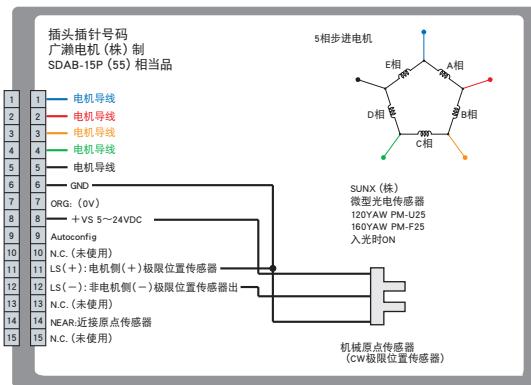 插头插针号码
广濑电机 (株) 制
SDAB-15P (55) 相当品
5相步进电机
E相
A相
D相
B相
C相
1 1 电机导线
2 2 电机导线
3 3 电机导线
4 4 电机导线
5 5 电机导线
6 6 GND
7 7 ORG: (0V)
8 8 +VS 5～24VDC
9 9 Autoconfig
10 10 N.C. (未使用)
11 11 LS(+):电机侧(+)极限位置传感器
12 12 LS(-):非电机侧(-)极限位置传感器出
13 13 N.C. (未使用)
14 14 NEAR:近接原点传感器
15 15 N.C. (未使用)
SUNX (株)
微型光电传感器
120YAW PM-U25
160YAW PM-F25
入光时ON
机械原点传感器
(CW极限位置传感器)